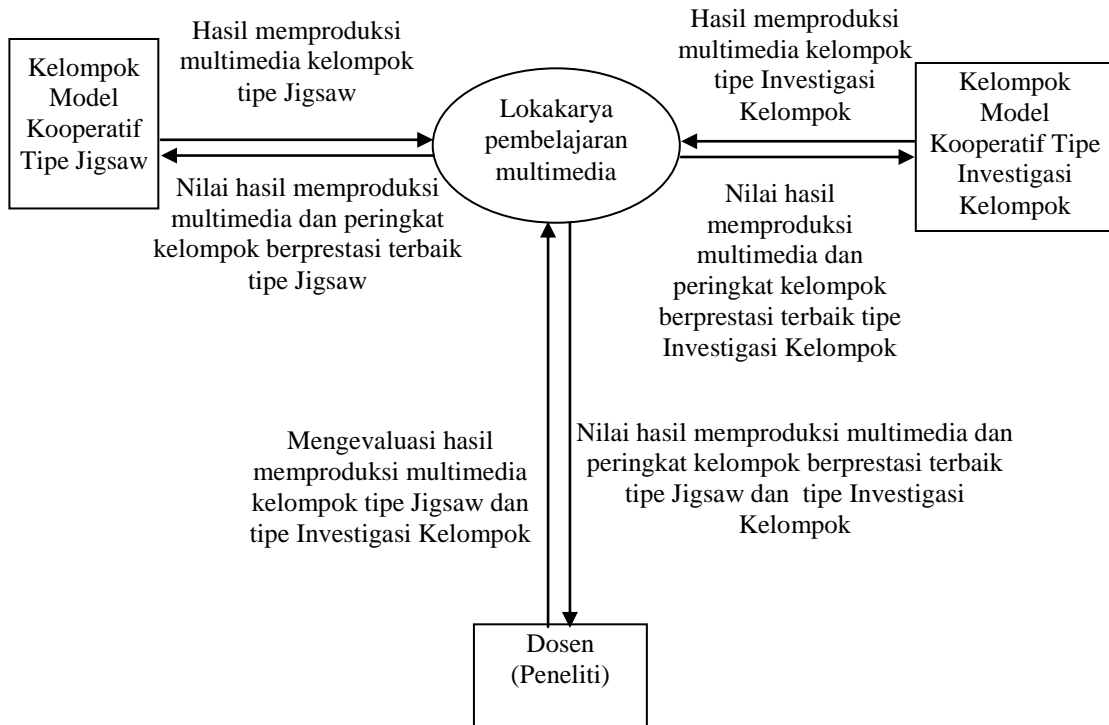 Hasil memproduksi
multimedia kelompok
tipe Jigsaw
Hasil memproduksi
multimedia kelompok
tipe Investigasi
Kelompok
Kelompok
Model
Kooperatif
Tipe Jigsaw
Lokakarya
pembelajaran
multimedia
Kelompok
Model
Kooperatif Tipe
Investigasi
Kelompok
Nilai hasil memproduksi
multimedia dan peringkat
kelompok berprestasi terbaik
tipe Jigsaw
Nilai hasil
memproduksi
multimedia dan
peringkat kelompok
berprestasi terbaik tipe
Investigasi Kelompok
Mengevaluasi hasil
memproduksi multimedia
kelompok tipe Jigsaw dan
tipe Investigasi Kelompok
Nilai hasil memproduksi multimedia dan
peringkat kelompok berprestasi terbaik
tipe Jigsaw dan  tipe Investigasi
Kelompok
Dosen
(Peneliti)